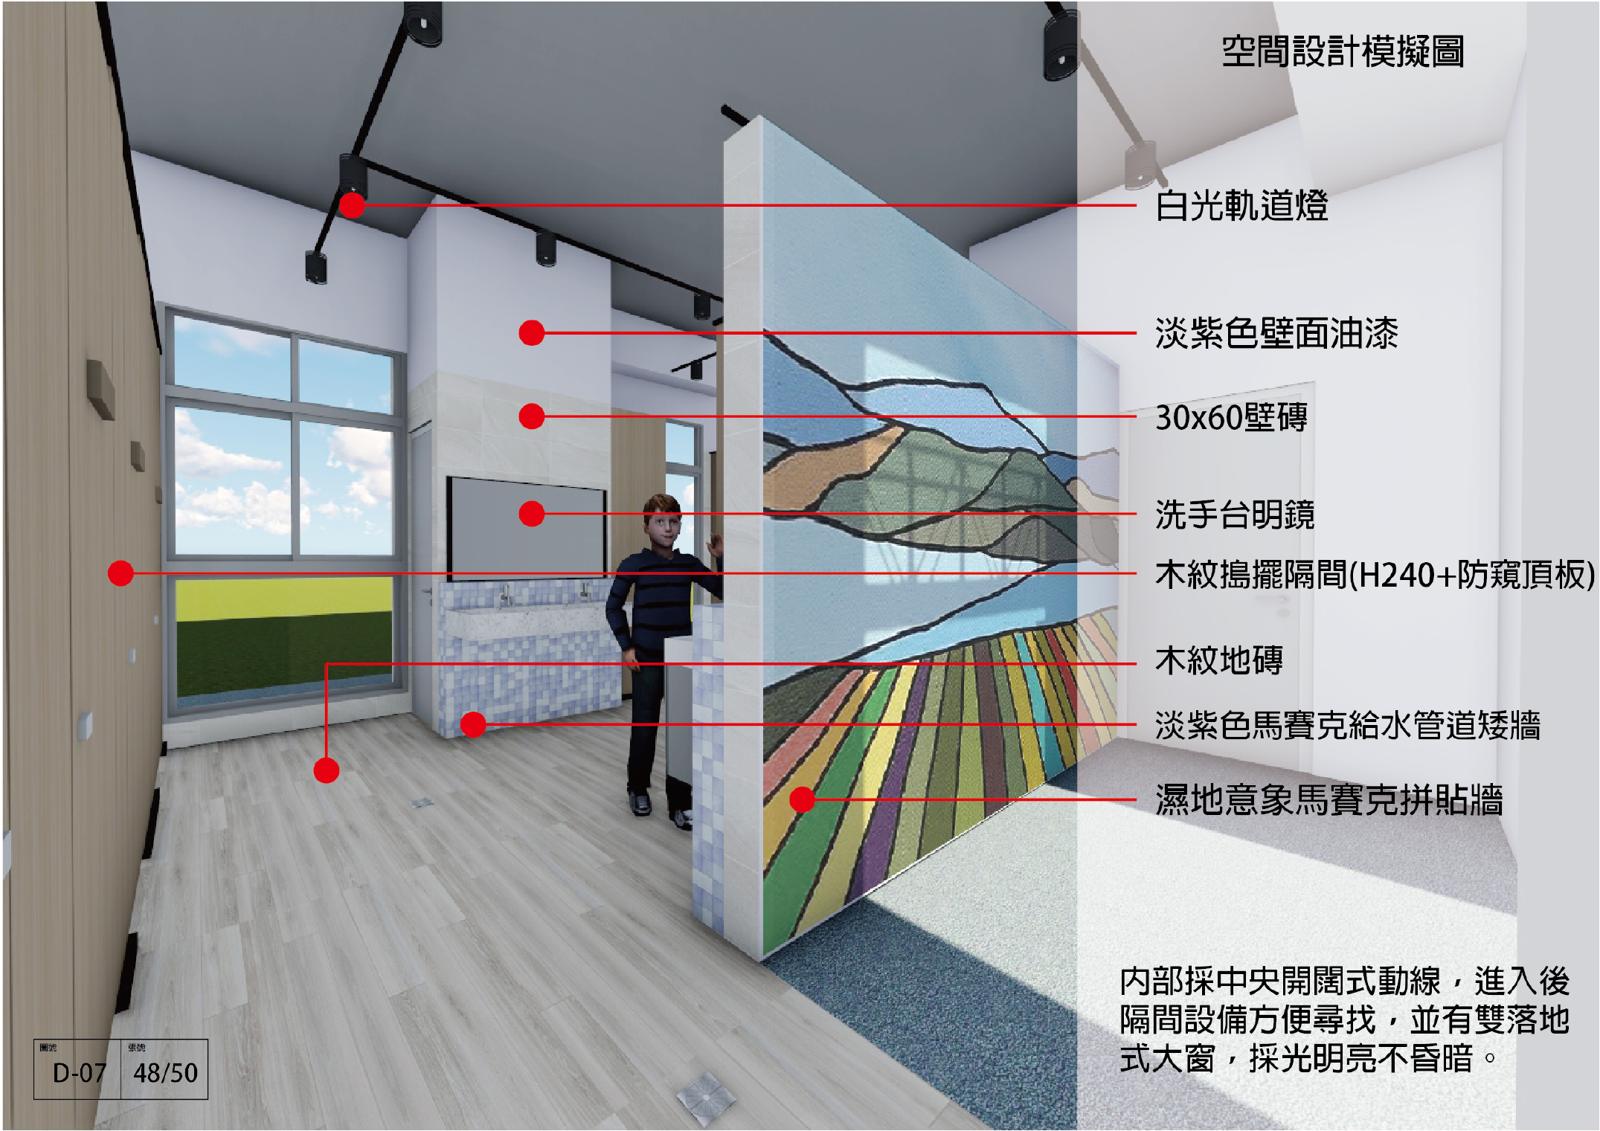 空間設計模擬圖
白光軌道燈
淡紫色壁面油漆
30x60壁磚
洗手台明鏡
木紋搗擺隔間(H240+防窺頂板)
木紋地磚
淡紫色馬賽克給水管道矮牆
濕地意象馬賽克拼貼牆
內部採中央開闊式動線，進入後
隔間設備方便尋找，並有雙落地
式大窗，採光明亮不昏暗。
圖號 張號
D-07 48/50